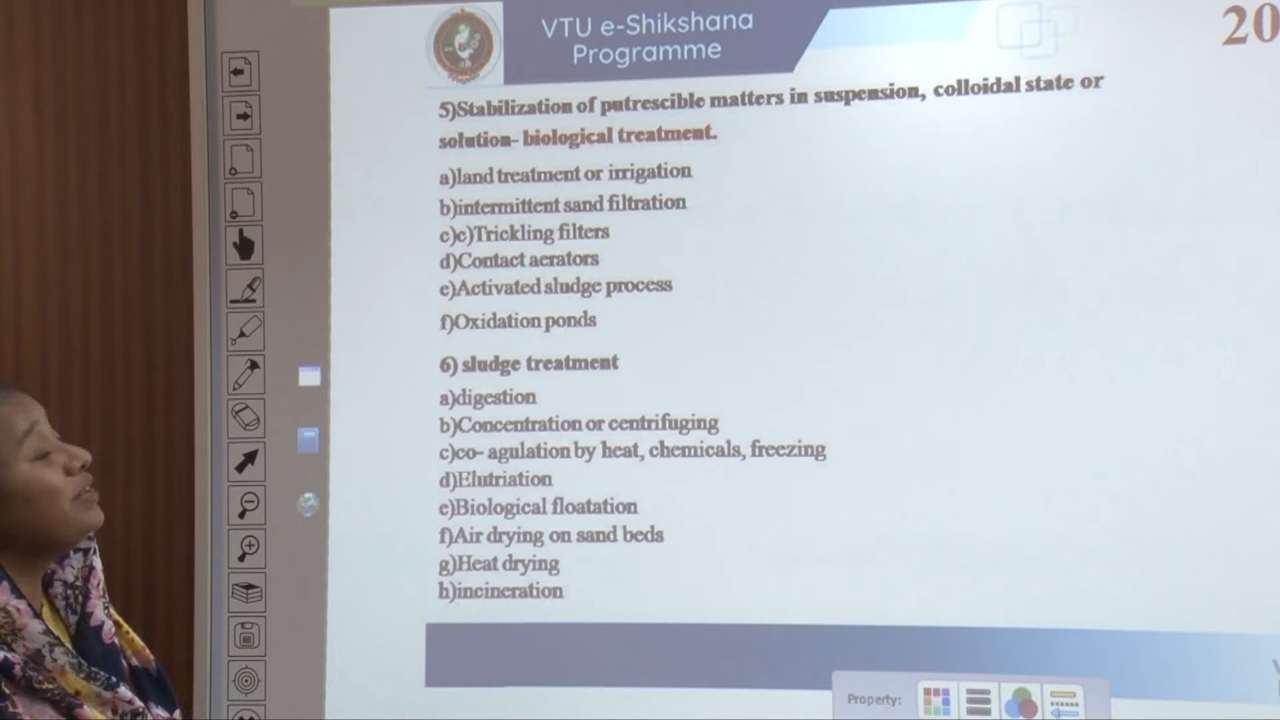 VTU e-Shikshana
Programme
20
5)Stabilization of putrescible matters in suspension, colloidal state or
solution- biological treatment.
a)land treatment or irrigation
b)intermittent sand filtration
c)c)Trickling filters
d)Contact aerators
e)Activated sludge process
f)Oxidation ponds
6) sludge treatment
a)digestion
b)Concentration or centrifuging
c)co- agulation by heat, chemicals, freezing
d)Elutriation
e)Biological floatation
f)Air drying on sand beds
g)Heat drying
h)incineration
Property: